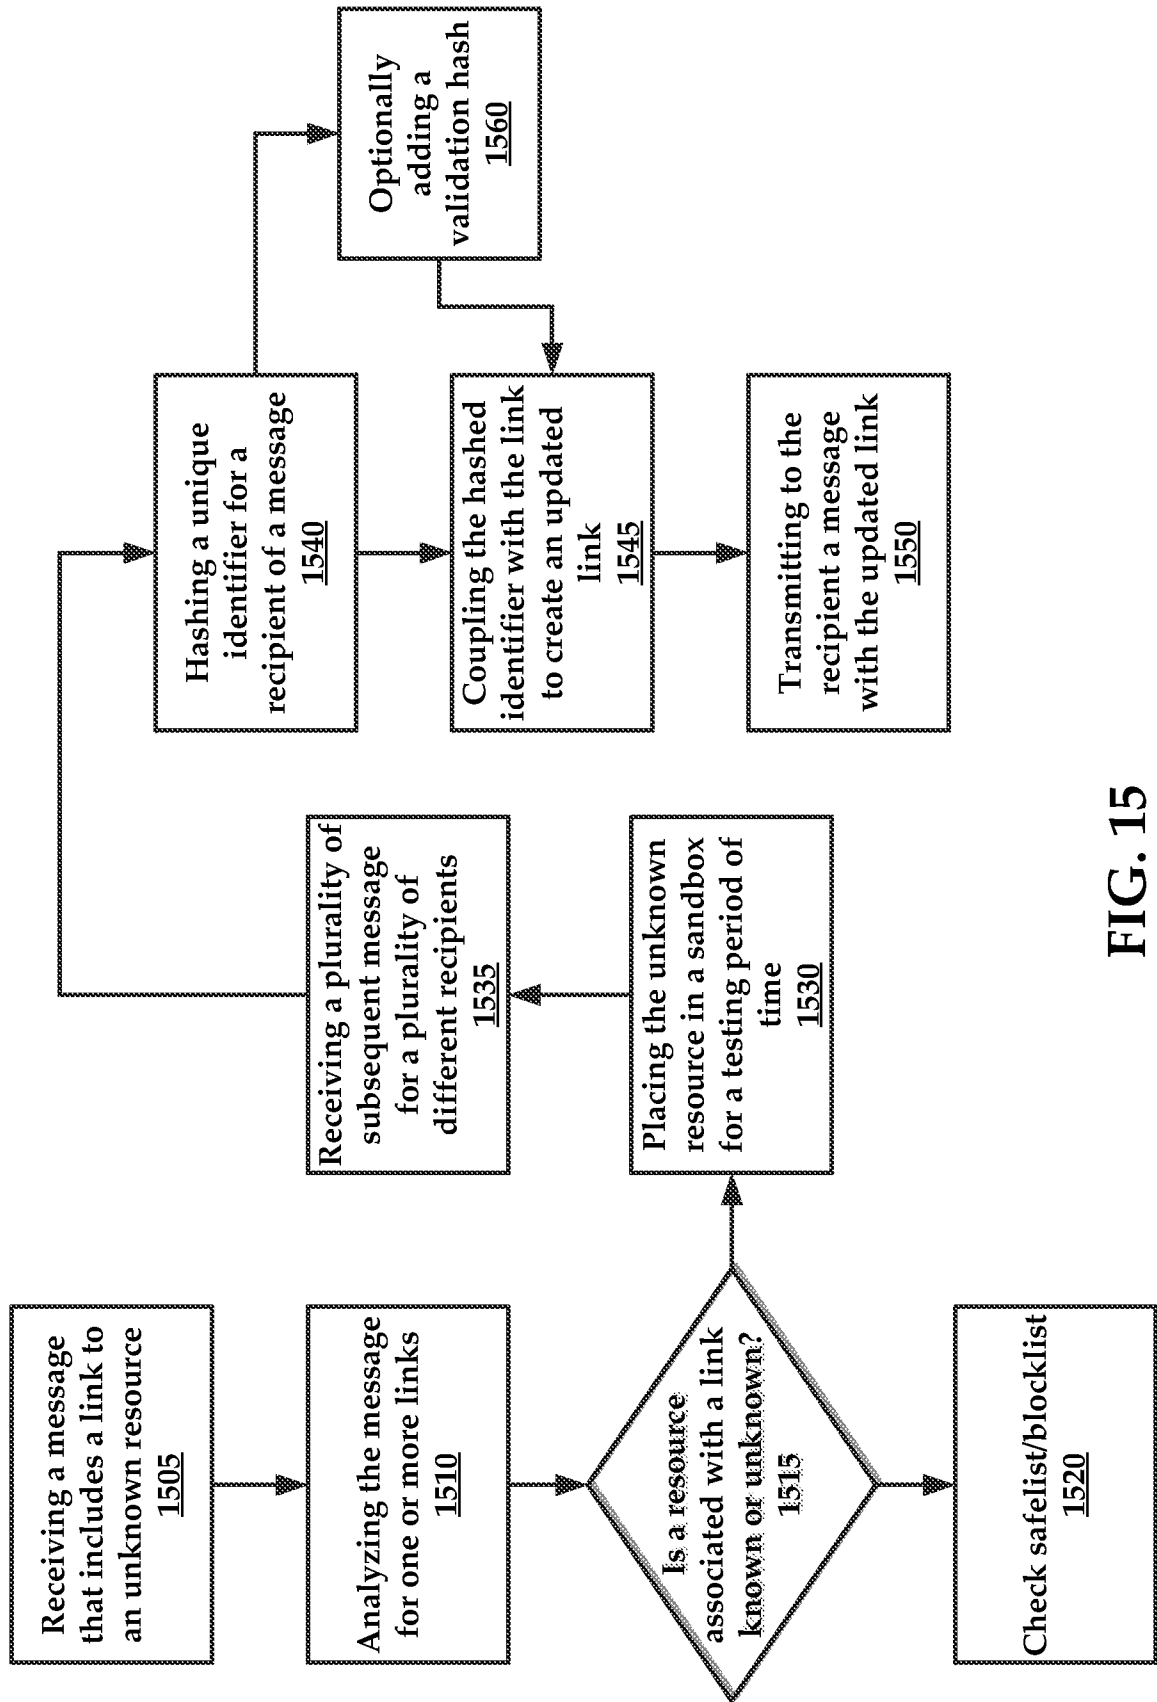 Receiving a message
that includes a link to
an unknown resource
1505
Analyzing the message
for one or more links
1510
Is a resource
associated with a link
known or unknown?
1515
Check safelist/blocklist
1520
Placing the unknown
resource in a sandbox
for a testing period of
time
1530
Receiving a plurality of
subsequent message
for a plurality of
different recipients
1535
Hashing a unique
identifier for a
recipient of a message
1540
Coupling the hashed
identifier with the link
to create an updated
link
1545
Transmitting to the
recipient a message
with the updated link
1550
Optionally
adding a
validation hash
1560
FIG. 15